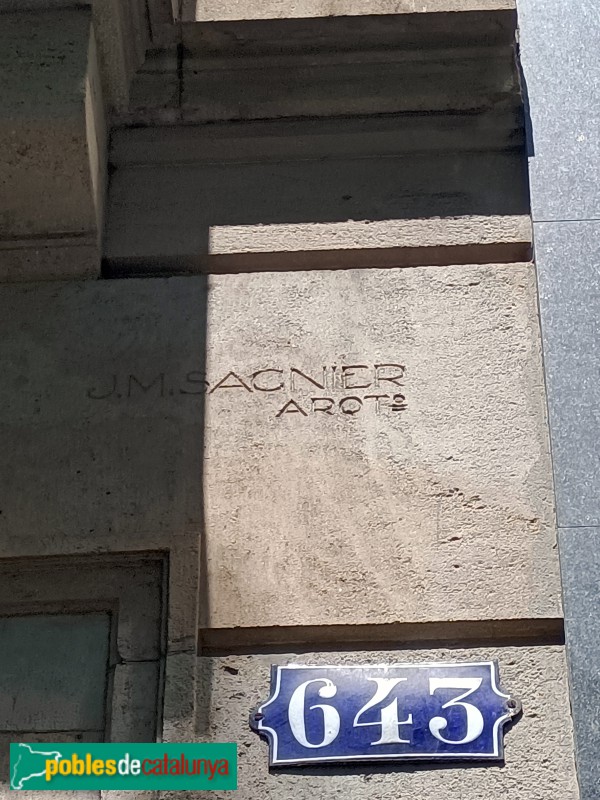 J.M. SAGNIER
ARQTº
643
poblesdecatalunya